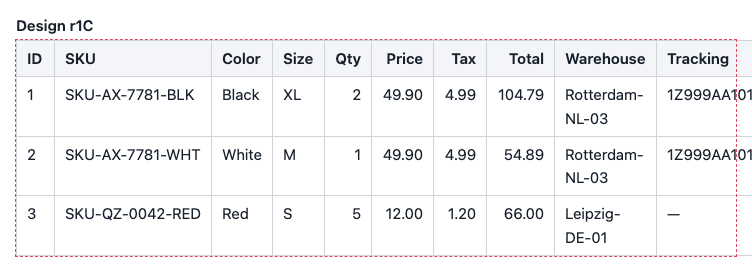 Design r1C
ID SKU Color Size Qty Price Tax Total Warehouse Tracking
1 SKU-AX-7781-BLK Black XL 2 49.90 4.99 104.79 Rotterdam- 1Z999AA101
NL-03
2 SKU-AX-7781-WHT White M 1 49.90 4.99 54.89 Rotterdam- 1Z999AA101
NL-03
3 SKU-QZ-0042-RED Red S 5 12.00 1.20 66.00 Leipzig- —
DE-01